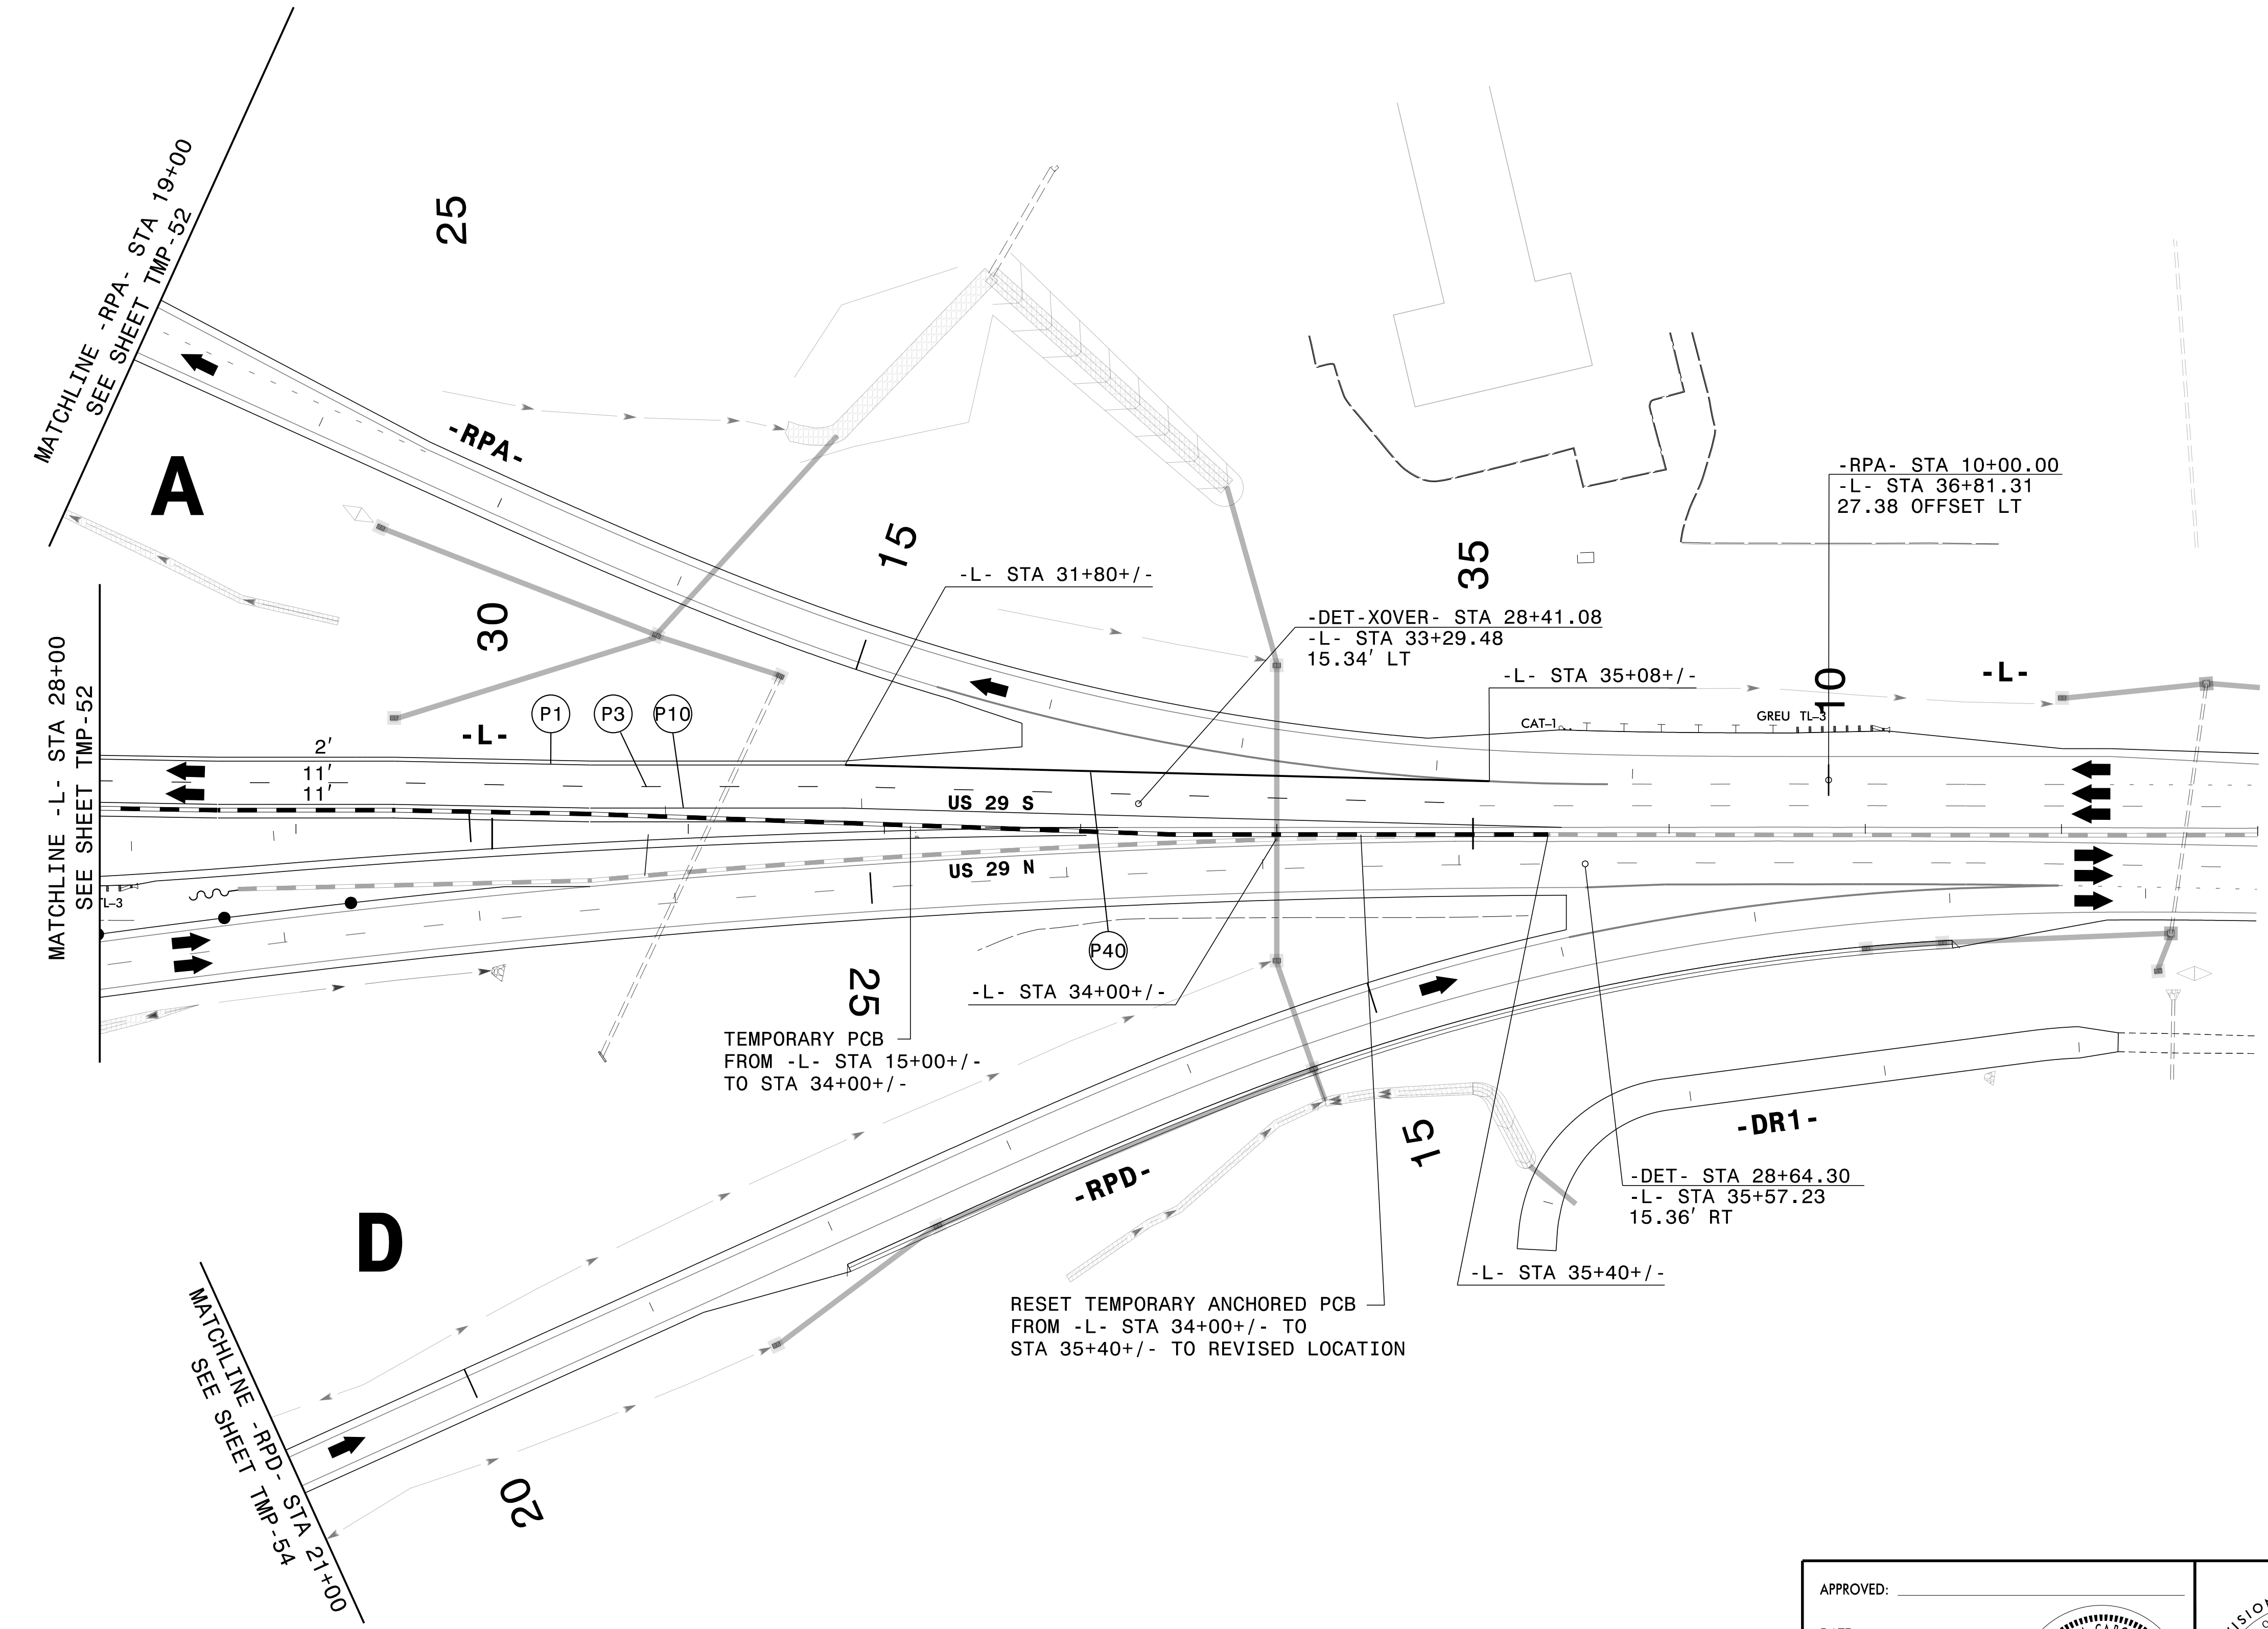 MATCHLINE -RPA- STA 19+00
SEE SHEET TMP-52
25
-RPA-
A
15
30
35
-RPA- STA 10+00.00
-L- STA 36+81.31
27.38 OFFSET LT
-L- STA 31+80+/-
-DET-XOVER- STA 28+41.08
-L- STA 33+29.48
15.34' LT
-L- STA 35+08+/-
10
-L-
CAT-1
GREU TL-3
MATCHLINE -L- STA 28+00
SEE SHEET TMP-52
P1
P3
P10
-L-
2'
11'
11'
US 29 S
US 29 N
TL-3
P40
25
-L- STA 34+00+/-
TEMPORARY PCB
FROM -L- STA 15+00+/-
TO STA 34+00+/-
15
-DR1-
-RPD-
-DET- STA 28+64.30
-L- STA 35+57.23
15.36' RT
D
-L- STA 35+40+/-
RESET TEMPORARY ANCHORED PCB
FROM -L- STA 34+00+/- TO
STA 35+40+/- TO REVISED LOCATION
MATCHLINE -RPD- STA 21+00
SEE SHEET TMP-54
20
APPROVED: